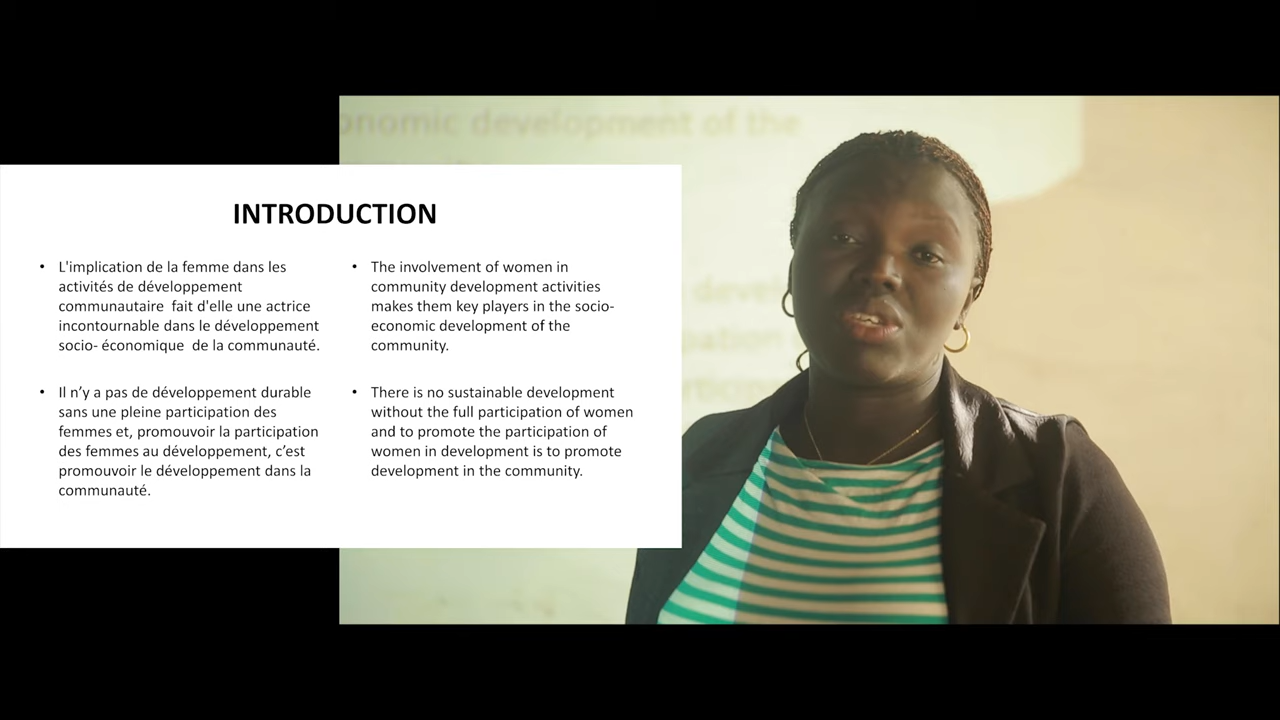 INTRODUCTION
• L'implication de la femme dans les
activités de développement
communautaire fait d'elle une actrice
incontournable dans le développement
socio- économique de la communauté.
• Il n’y a pas de développement durable
sans une pleine participation des
femmes et, promouvoir la participation
des femmes au développement, c’est
promouvoir le développement dans la
communauté.
• The involvement of women in
community development activities
makes them key players in the socio-
economic development of the
community.
• There is no sustainable development
without the full participation of women
and to promote the participation of
women in development is to promote
development in the community.
onomic development of the